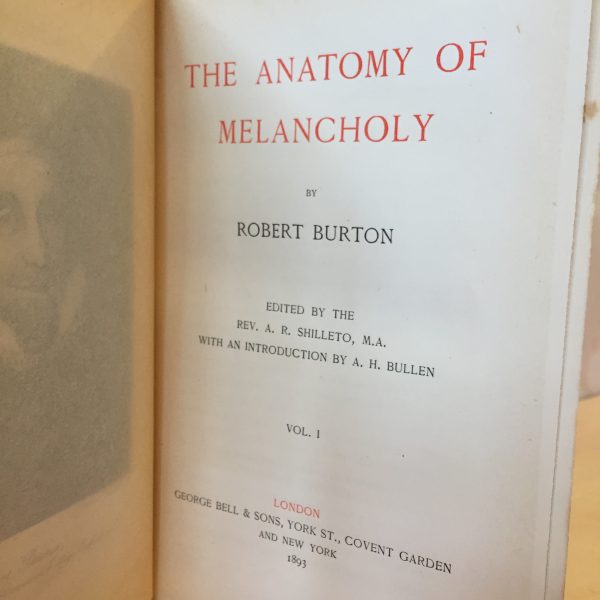 THE ANATOMY OF
MELANCHOLY
BY
ROBERT BURTON
EDITED BY THE
REV. A. R. SHILLETO, M.A.
WITH AN INTRODUCTION BY A. H. BULLEN
VOL. I
LONDON
GEORGE BELL & SONS, YORK ST., COVENT GARDEN
AND NEW YORK
1893